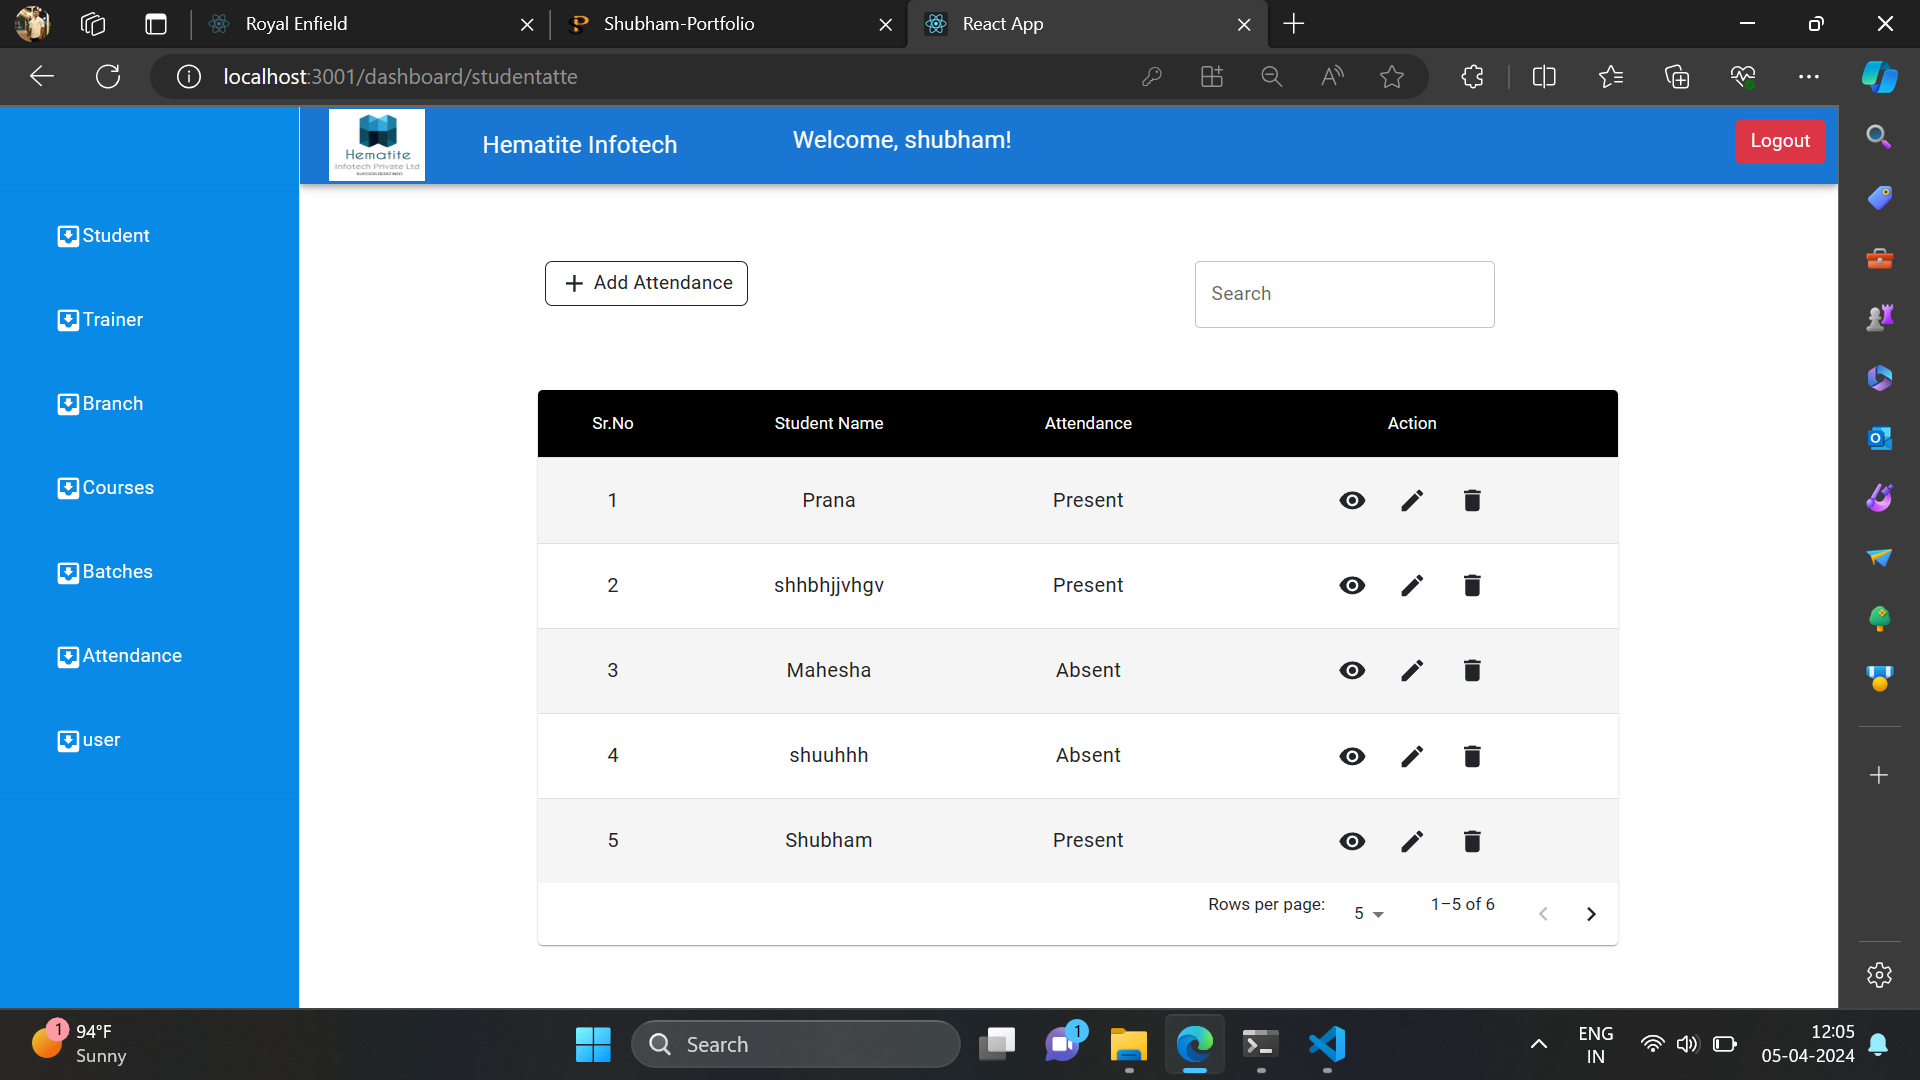 Royal Enfield
Shubham-Portfolio
React App
localhost:3001/dashboard/studentatte
Hematite
Infotech Private Ltd
SUCCESS REDEFINED
Hematite Infotech
Welcome, shubham!
Logout
Student
Trainer
Branch
Courses
Batches
Attendance
user
+ Add Attendance
Search
Sr.No Student Name Attendance Action
1 Prana Present
2 shhbhjjvhgv Present
3 Mahesha Absent
4 shuuhhh Absent
5 Shubham Present
Rows per page: 5 1–5 of 6
1
94°F
Sunny
Search
1
ENG
IN
12:05
05-04-2024